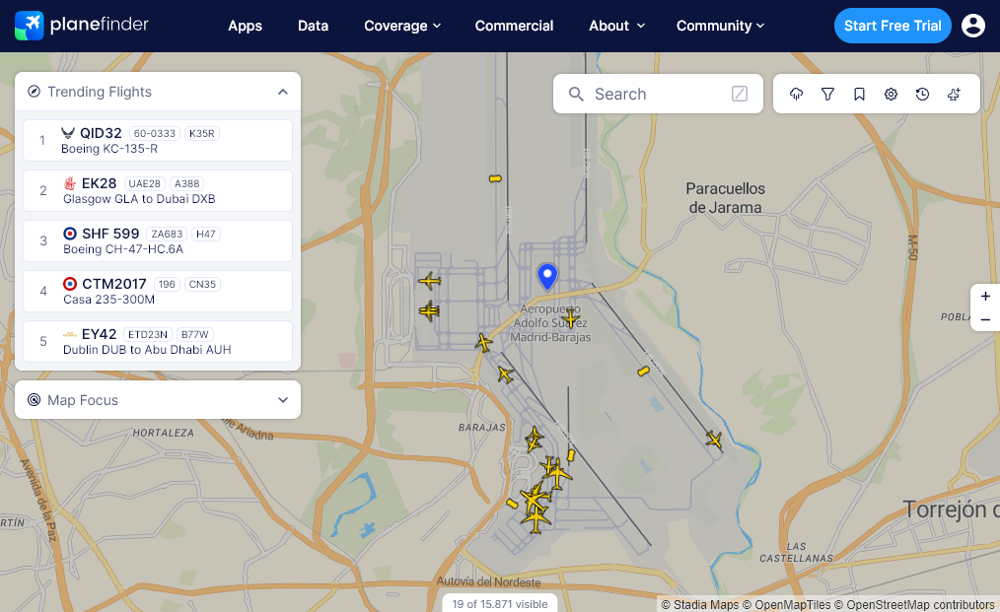 planefinder
Apps
Data
Coverage
Commercial
About
Community
Start Free Trial
Trending Flights
1
QID32 60-0333 K35R
Boeing KC-135-R
2
EK28 UAE28 A388
Glasgow GLA to Dubai DXB
3
SHF 599 ZA683 H47
Boeing CH-47-HC.6A
4
CTM2017 196 CN35
Casa 235-300M
5
EY42 ETD23N B77W
Dublin DUB to Abu Dhabi AUH
Map Focus
Search
Paracuellos
de Jarama
M-50
+
−
Aeropuerto
Adolfo Suárez
Madrid-Barajas
HORTALEZA
BARAJAS
Avenida de la Paz
Torrejón d
LAS
CASTELLANAS
Autovía del Nordeste
19 of 15.871 visible
© Stadia Maps © OpenMapTiles © OpenStreetMap contributors